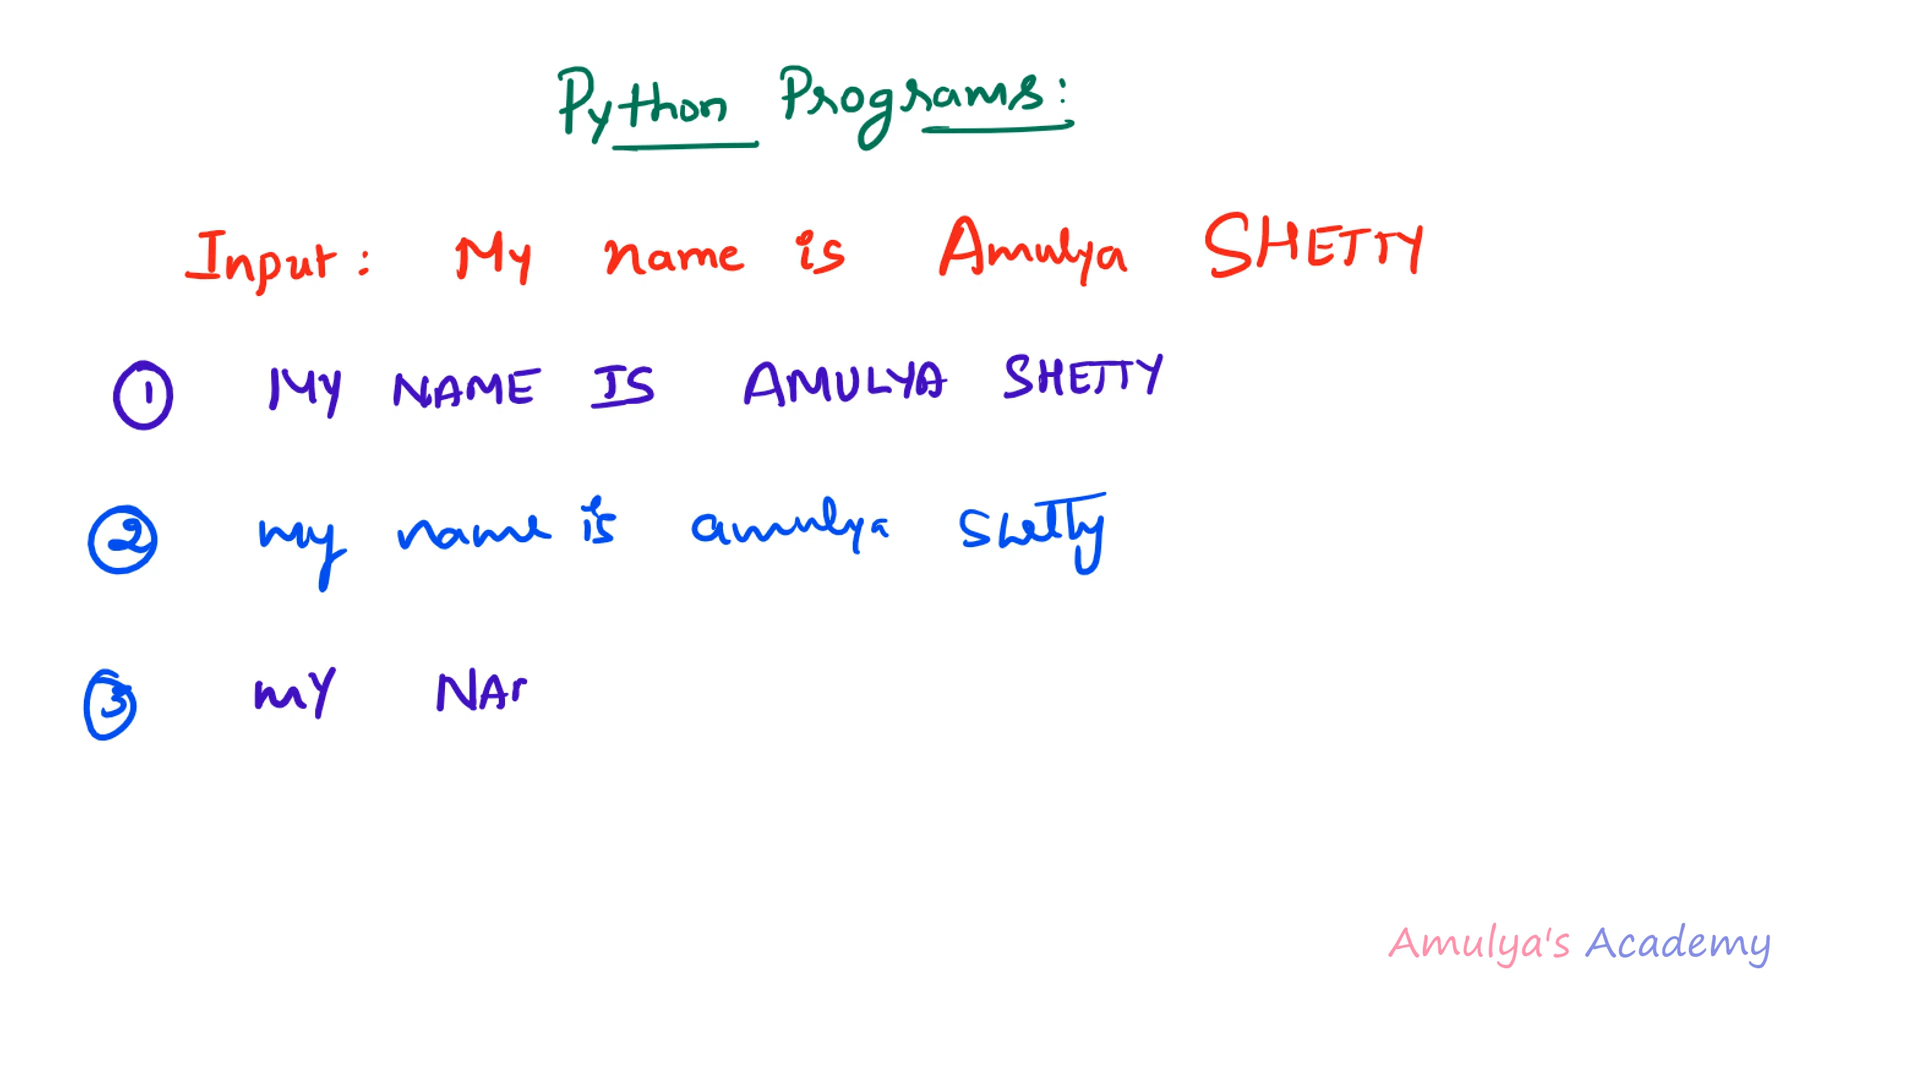 Python Programs:
Input: My name is Amulya SHETTY
① MY NAME IS AMULYA SHETTY
② my name is amulya shetty
③ mY NA
Amulya's Academy